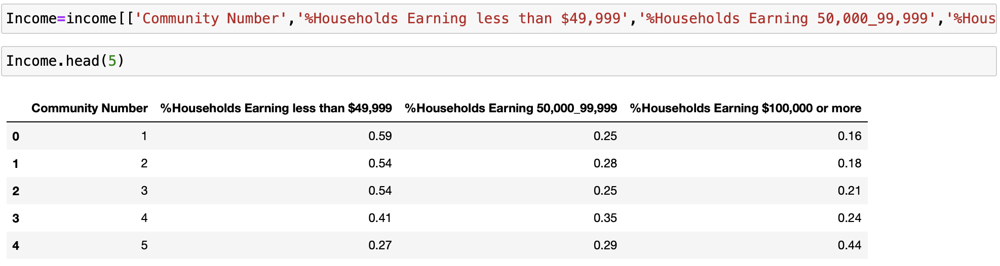 Income=income[['Community Number','%Households Earning less than $49,999','%Households Earning 50,000_99,999','%Hous
Income.head(5)
Community Number %Households Earning less than $49,999 %Households Earning 50,000_99,999 %Households Earning $100,000 or more
0 1 0.59 0.25 0.16
1 2 0.54 0.28 0.18
2 3 0.54 0.25 0.21
3 4 0.41 0.35 0.24
4 5 0.27 0.29 0.44